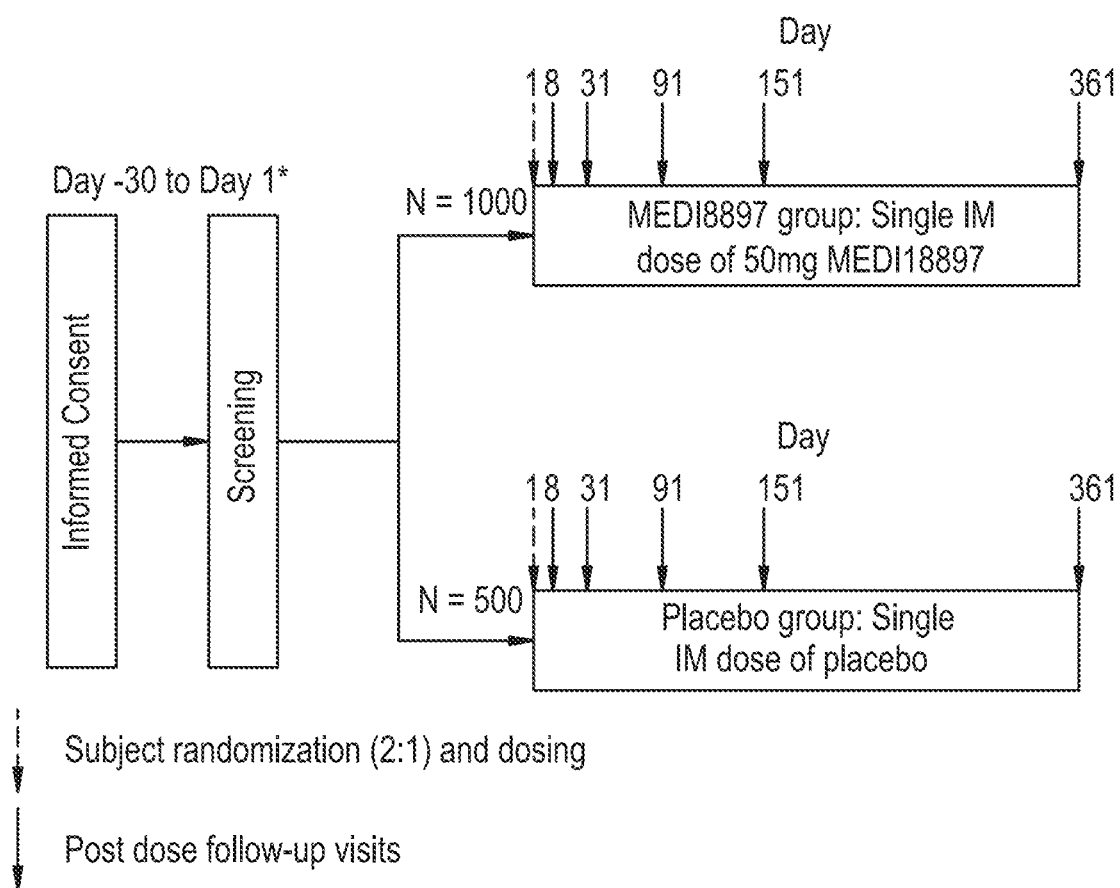 Day
1 8 31 91 151 361
Day -30 to Day 1*
N = 1000
MEDI8897 group: Single IM
dose of 50mg MEDI18897
Informed Consent
Screening
Day
1 8 31 91 151 361
N = 500
Placebo group: Single
IM dose of placebo
Subject randomization (2:1) and dosing
Post dose follow-up visits